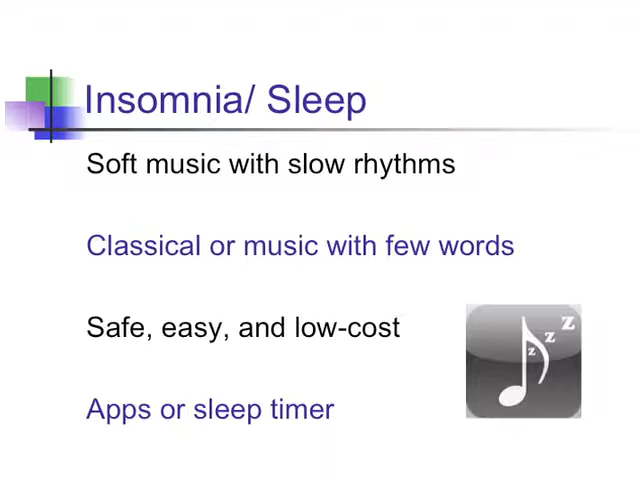 Insomnia/ Sleep
Soft music with slow rhythms
Classical or music with few words
Safe, easy, and low-cost
z
z
z
Apps or sleep timer